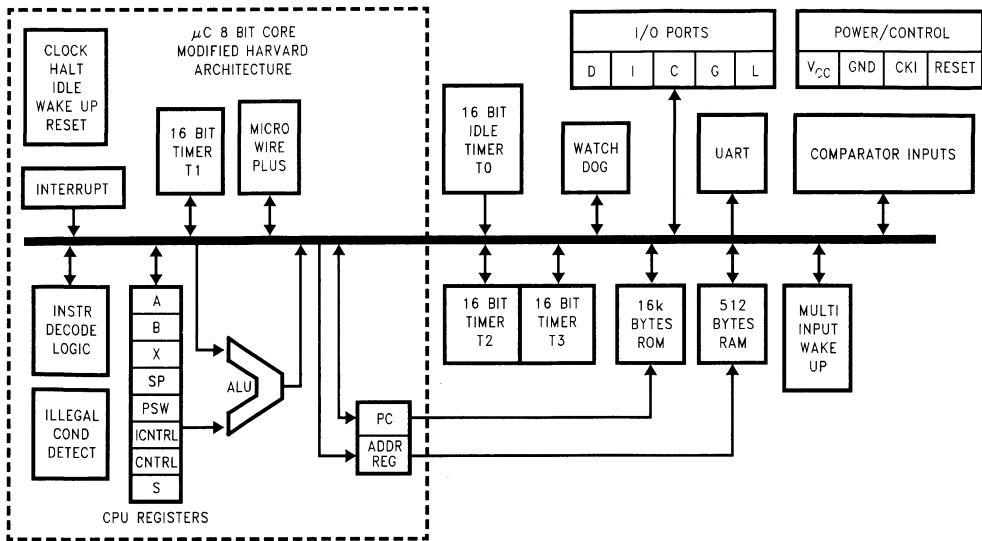 μC 8 BIT CORE
MODIFIED HARVARD
ARCHITECTURE
CLOCK
HALT
IDLE
WAKE UP
RESET
INTERRUPT
16 BIT
TIMER
T1
MICRO
WIRE
PLUS
16 BIT
IDLE
TIMER
T0
WATCH
DOG
I/O PORTS
D I C G L
UART
POWER/CONTROL
VCC GND CKI RESET
COMPARATOR INPUTS
INSTR
DECODE
LOGIC
ILLEGAL
COND
DETECT
A
B
X
SP
PSW
ICNTRL
CNTRL
S
CPU REGISTERS
ALU
PC
ADDR
REG
16 BIT
TIMER
T2
16 BIT
TIMER
T3
16k
BYTES
ROM
512
BYTES
RAM
MULTI
INPUT
WAKE
UP